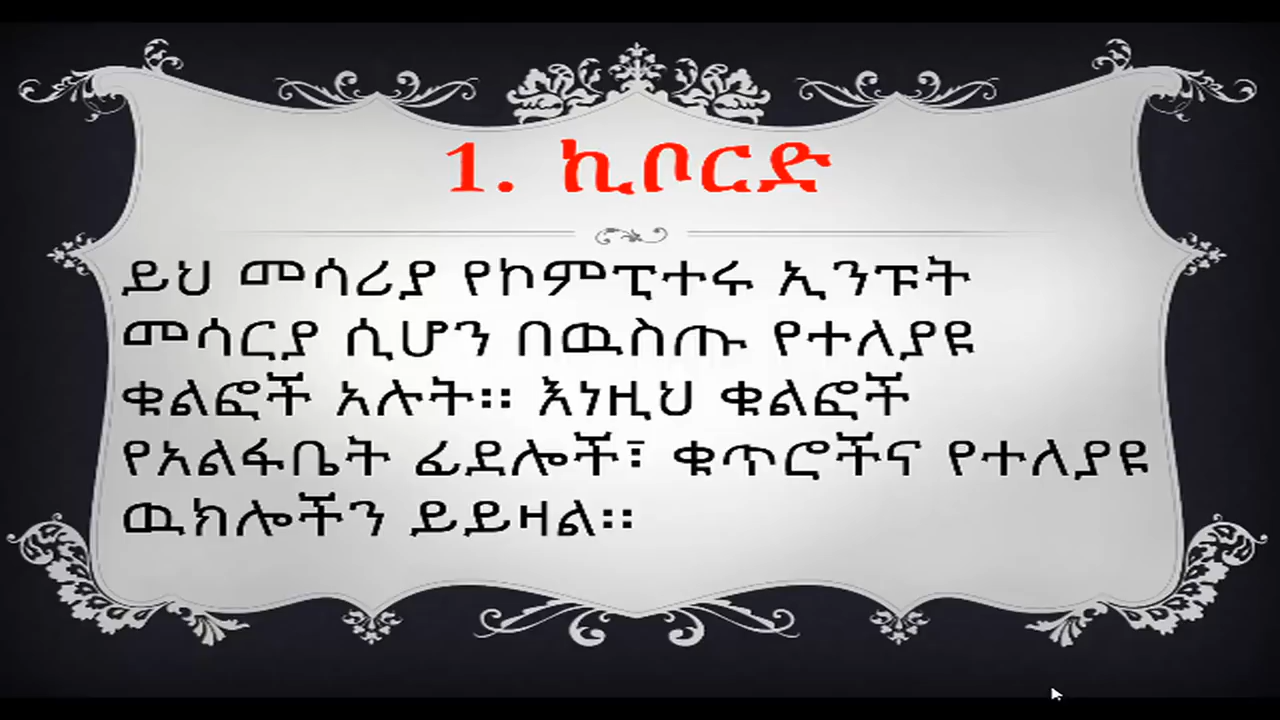 1. ኪቦርድ
ይህ መሳሪያ የኮምፒተሩ ኢንፑት
መሳርያ ሲሆን በዉስጡ የተለያዩ
ቁልፎች አሉት፡፡ እነዚህ ቁልፎች
የአልፋቤት ፊደሎች፣ ቁጥሮችና የተለያዩ
ዉክሎችን ይይዛል፡፡